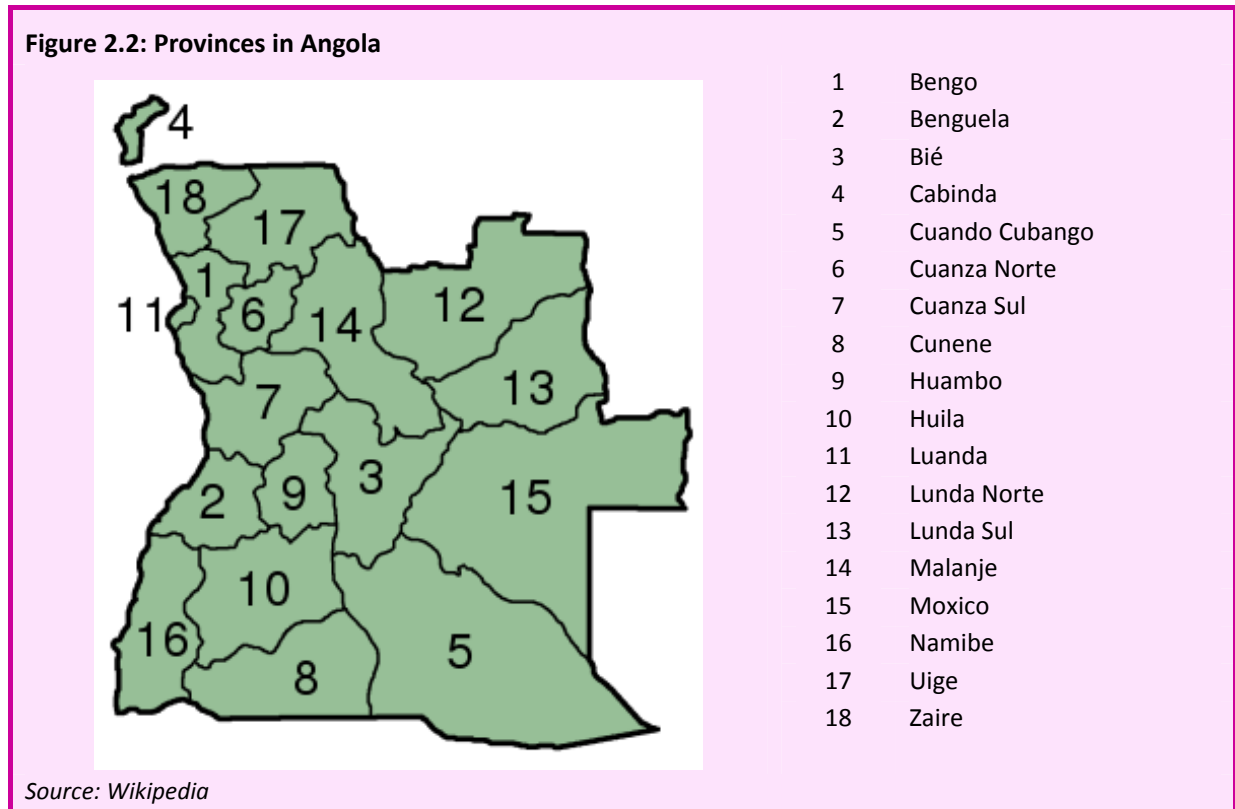 Figure 2.2: Provinces in Angola
4
18
17
1
11
6
14
12
13
7
3
9
2
15
10
16
8
5
1 Bengo
2 Benguela
3 Bié
4 Cabinda
5 Cuando Cubango
6 Cuanza Norte
7 Cuanza Sul
8 Cunene
9 Huambo
10 Huila
11 Luanda
12 Lunda Norte
13 Lunda Sul
14 Malanje
15 Moxico
16 Namibe
17 Uige
18 Zaire
Source: Wikipedia